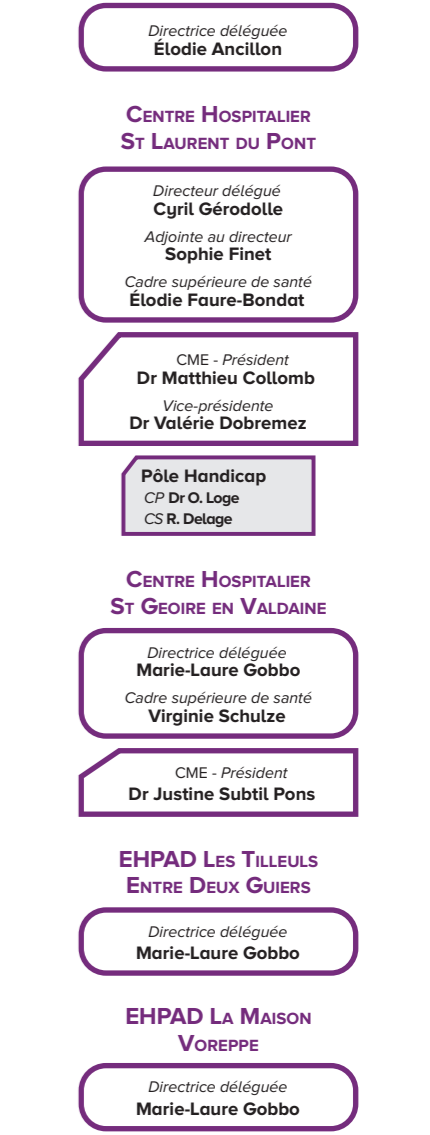 Directrice déléguée
Élodie Ancillon
Centre Hospitalier
St Laurent du Pont
Directeur délégué
Cyril Gérodolle
Adjointe au directeur
Sophie Finet
Cadre supérieure de santé
Élodie Faure-Bondat
CME - Président
Dr Matthieu Collomb
Vice-présidente
Dr Valérie Dobremez
Pôle Handicap
CP Dr O. Loge
CS R. Delage
Centre Hospitalier
St Geoire en Valdaine
Directrice déléguée
Marie-Laure Gobbo
Cadre supérieure de santé
Virginie Schulze
CME - Président
Dr Justine Subtil Pons
EHPAD Les Tilleuls
Entre Deux Guiers
Directrice déléguée
Marie-Laure Gobbo
EHPAD La Maison
Voreppe
Directrice déléguée
Marie-Laure Gobbo